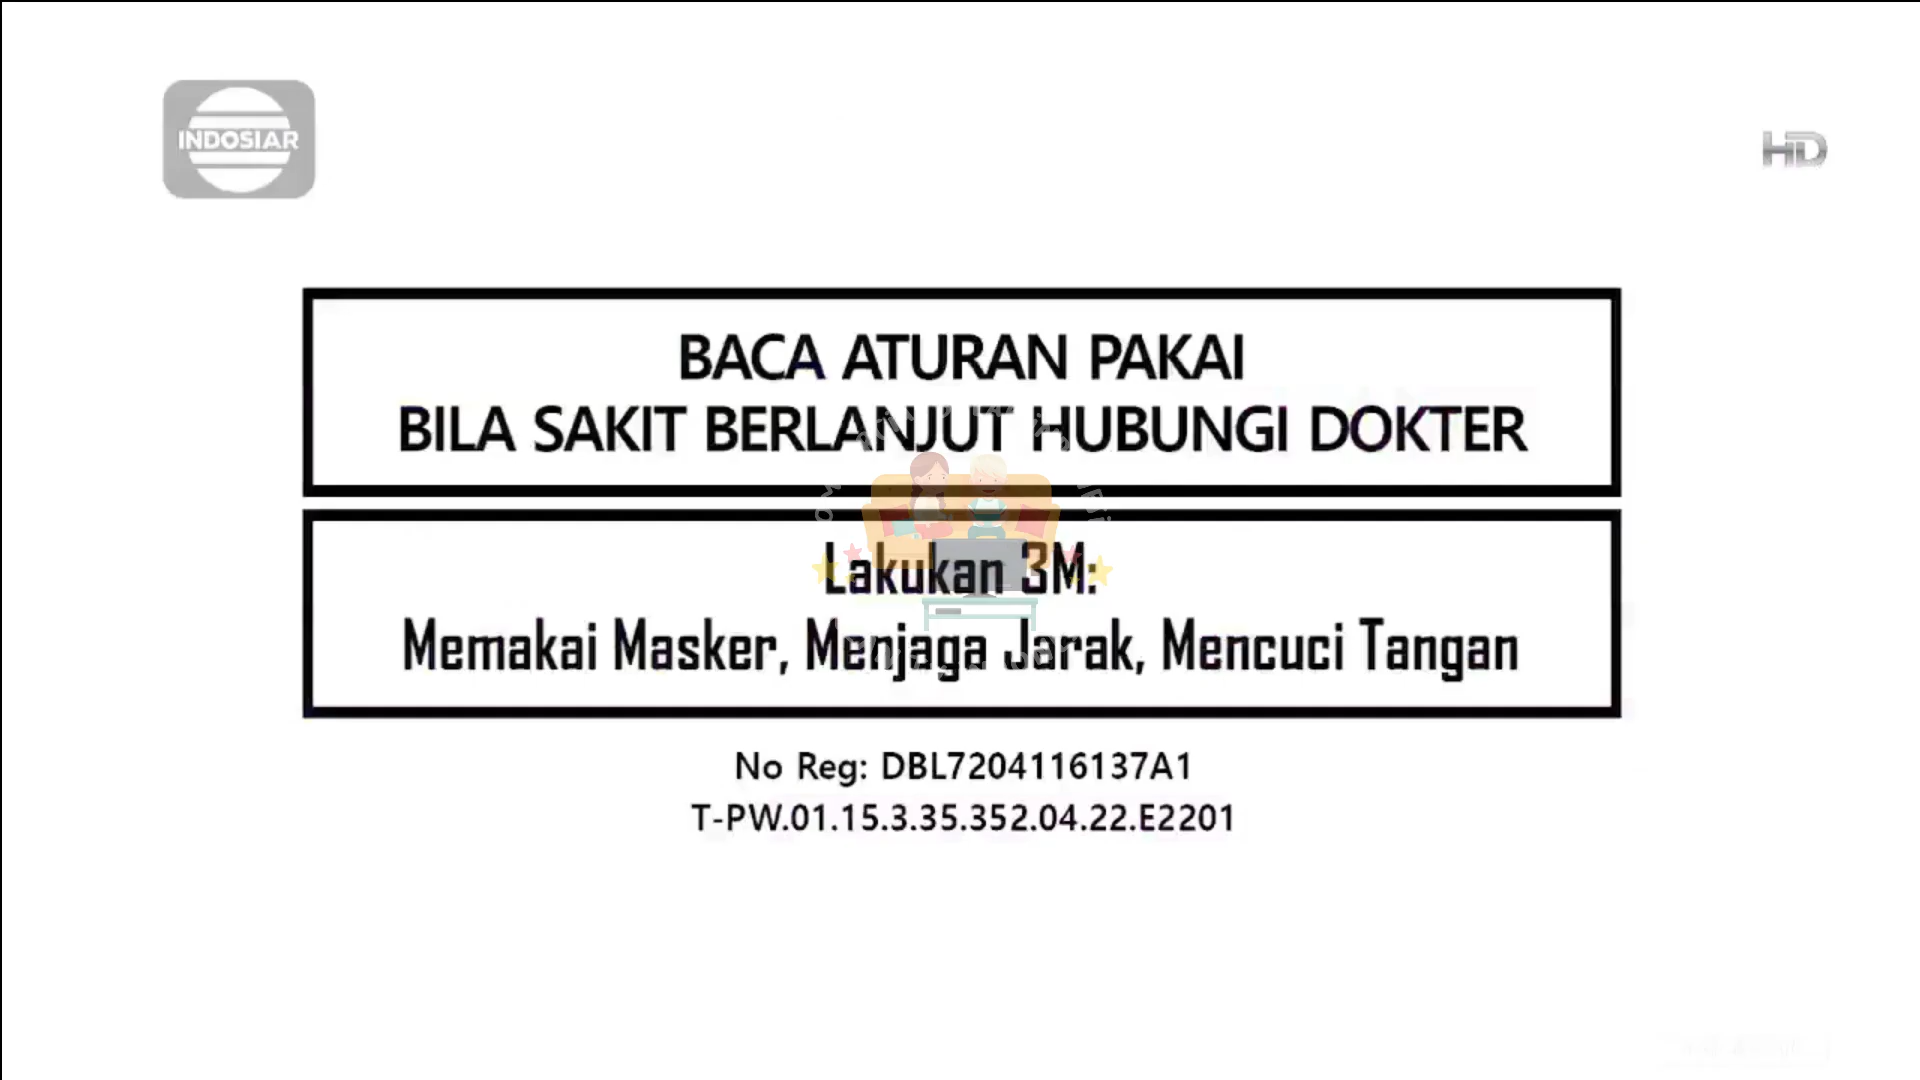 INDOSIAR
HD
BACA ATURAN PAKAI
BILA SAKIT BERLANJUT HUBUNGI DOKTER
Lakukan 3M:
Memakai Masker, Menjaga Jarak, Mencuci Tangan
No Reg: DBL7204116137A1
T-PW.01.15.3.35.352.04.22.E2201